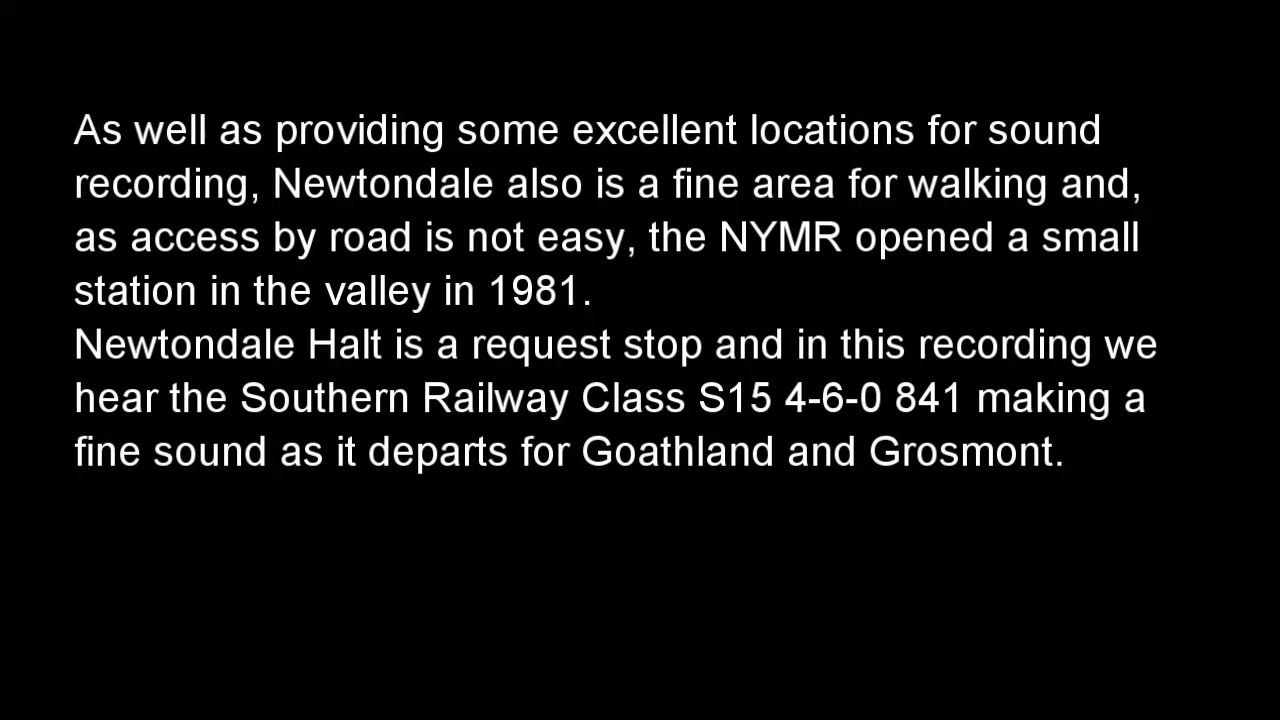 As well as providing some excellent locations for sound
recording, Newtondale also is a fine area for walking and,
as access by road is not easy, the NYMR opened a small
station in the valley in 1981.
Newtondale Halt is a request stop and in this recording we
hear the Southern Railway Class S15 4-6-0 841 making a
fine sound as it departs for Goathland and Grosmont.